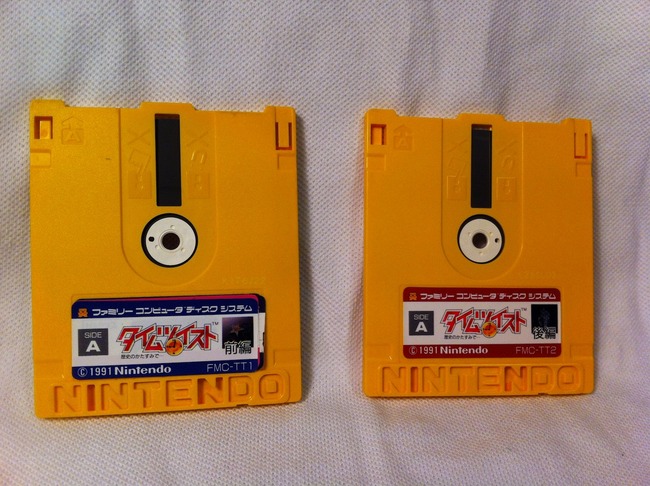 ファミリー コンピュータ ディスク システム
SIDE
A
タイムツイスト™
歴史のかたすみで…
前編
©1991 Nintendo
FMC-TT1
NINTENDO
ファミリー コンピュータ ディスク システム
SIDE
A
タイムツイスト™
歴史のかたすみで…
後編
©1991 Nintendo
FMC-TT2
NINTENDO